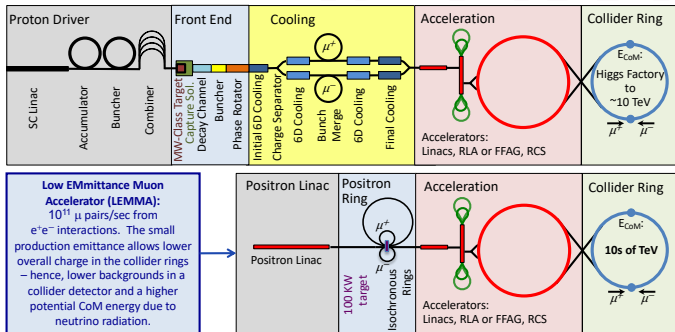 Proton Driver
Front End
Cooling
Acceleration
Collider Ring
SC Linac
Accumulator
Buncher
Combiner
MW-Class Target
Capture Sol.
Decay Channel
Buncher
Phase Rotator
Initial 6D Cooling
Charge Separator
6D Cooling
μ+
μ−
Bunch
Merge
6D Cooling
Final Cooling
Accelerators:
Linacs, RLA or FFAG, RCS
ECoM:
Higgs Factory
to
~10 TeV
μ+ μ−
Low EMmittance Muon
Accelerator (LEMMA):
10¹¹ μ pairs/sec from
e⁺e⁻ interactions. The small
production emittance allows lower
overall charge in the collider rings
– hence, lower backgrounds in a
collider detector and a higher
potential CoM energy due to
neutrino radiation.
Positron Linac
Positron
Ring
Acceleration
Collider Ring
Positron Linac
μ+
μ−
100 KW
target
Isochronous
Rings
Accelerators:
Linacs, RLA or FFAG, RCS
ECoM:
10s of TeV
μ+ μ−